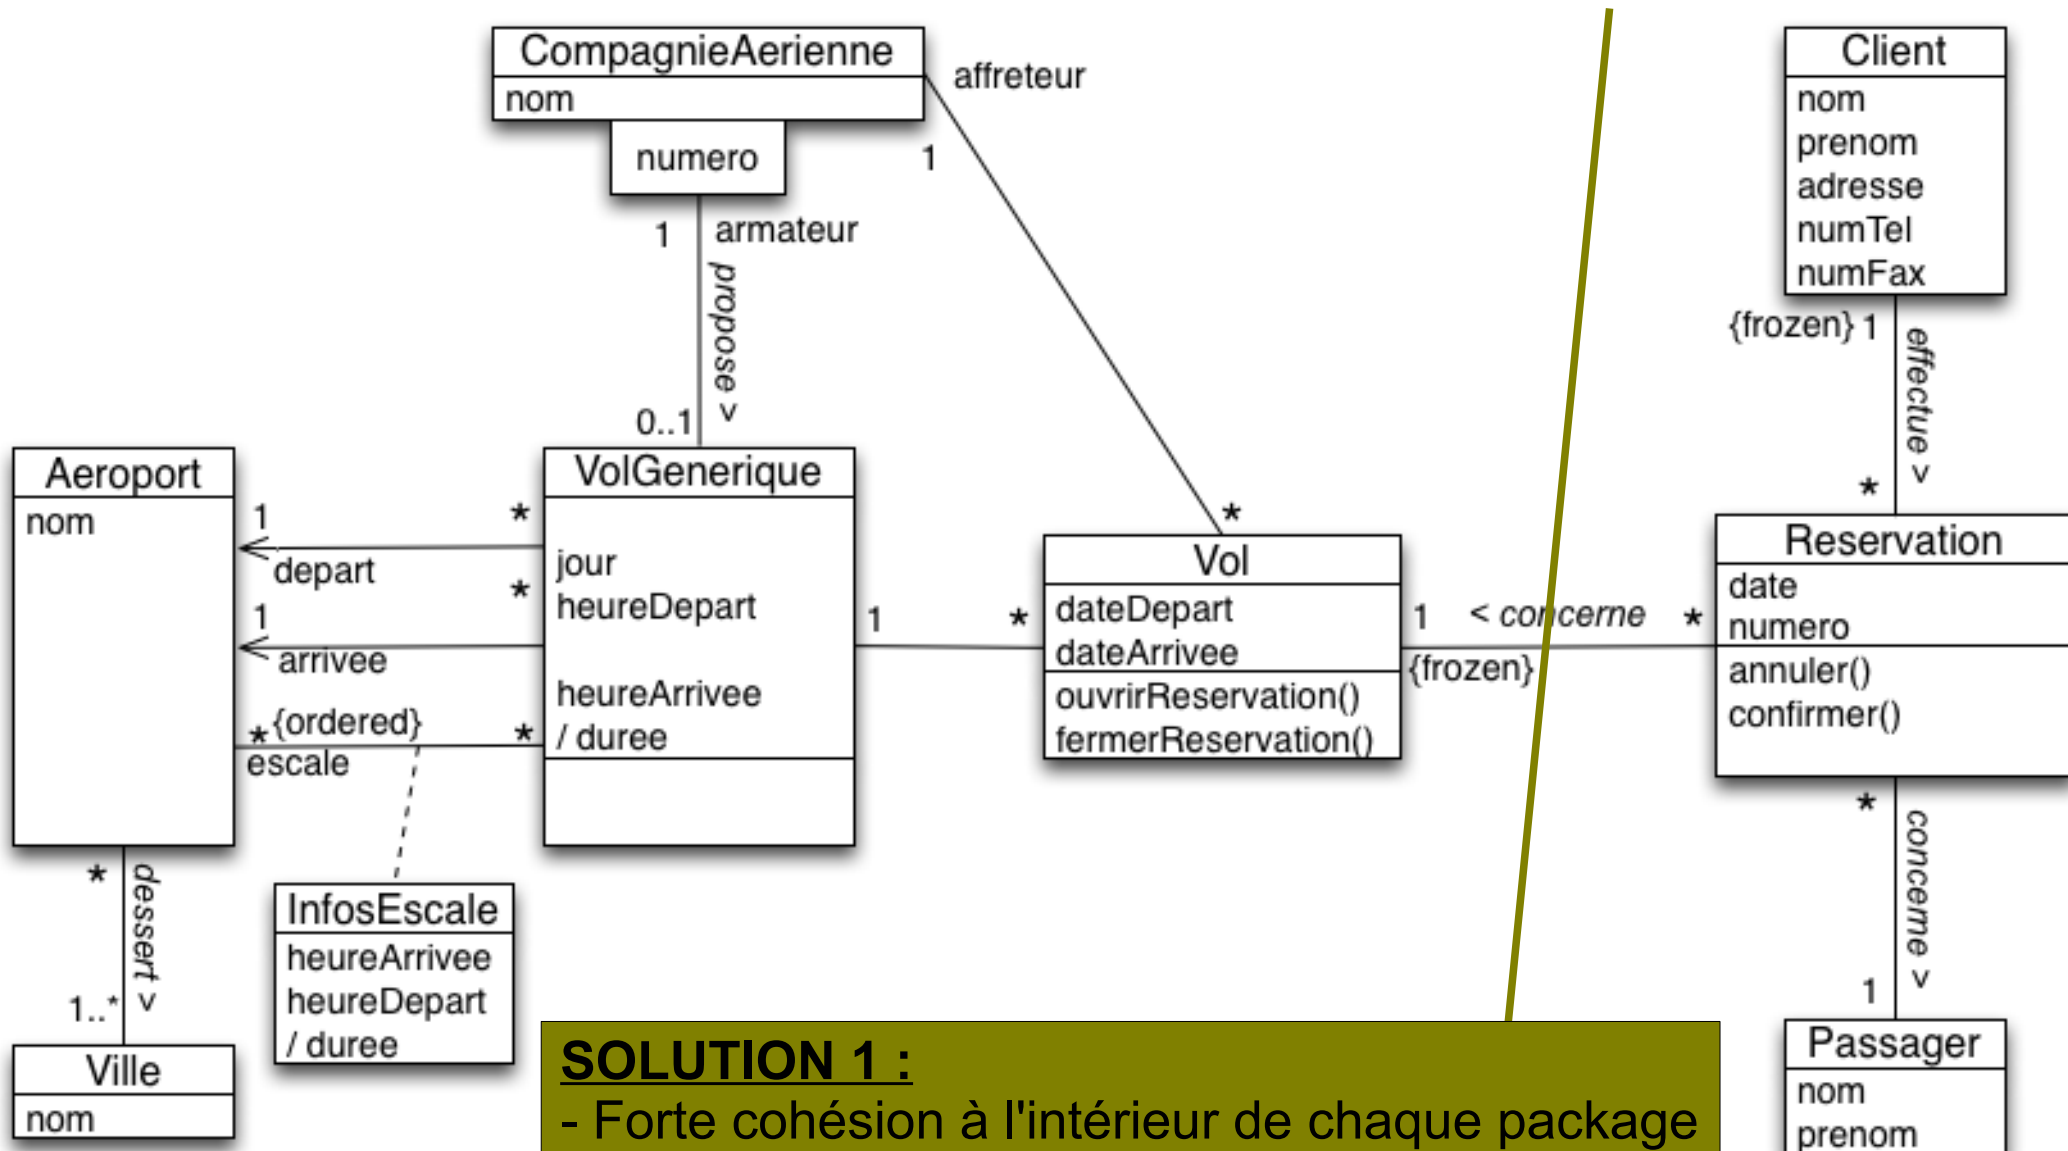 CompagnieAerienne
nom
numero
affreteur
1
1
armateur
propose >
0..1
Client
nom
prenom
adresse
numTel
numFax
{frozen} 1
effectue >
*
Aeroport
nom
1
depart
*
1
arrivee
*
* {ordered}
escale
*
VolGenerique
jour
heureDepart
heureArrivee
/ duree
1
*
*
Vol
dateDepart
dateArrivee
ouvrirReservation()
fermerReservation()
1
< concerne
*
{frozen}
Reservation
date
numero
annuler()
confirmer()
*
concerne >
1
*
dessert >
1..*
Ville
nom
InfosEscale
heureArrivee
heureDepart
/ duree
SOLUTION 1 :
- Forte cohésion à l'intérieur de chaque package
Passager
nom
prenom